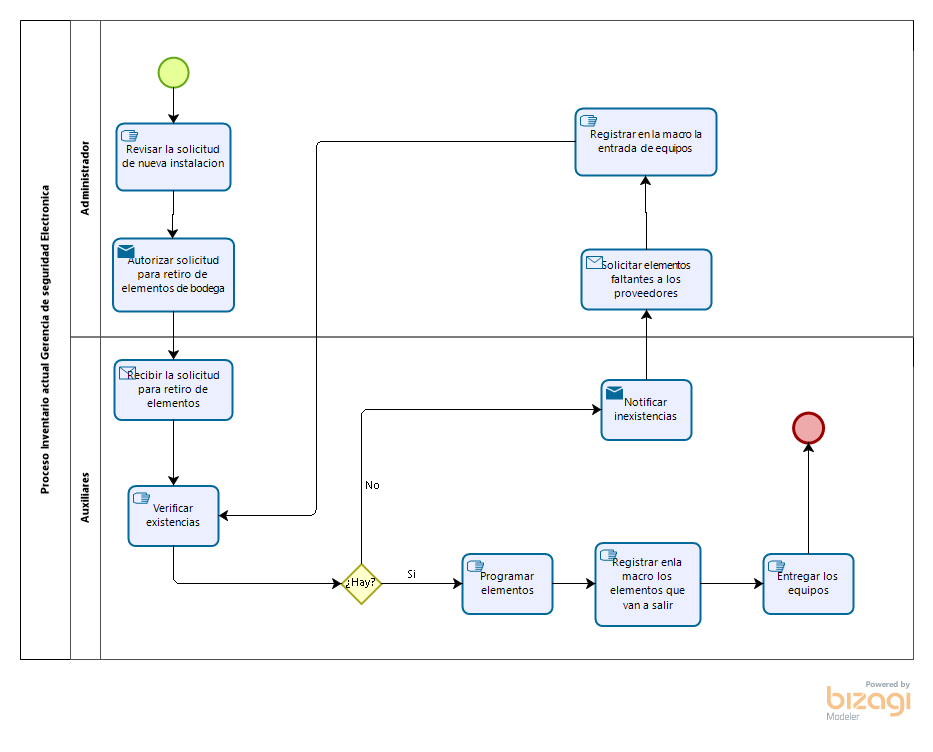 Proceso Inventario actual Gerencia de seguridad Electronica
Administrador
Revisar la solicitud
de nueva instalacion
Autorizar solicitud
para retiro de
elementos de bodega
Registrar en la macro la
entrada de equipos
Solicitar elementos
faltantes a los
proveedores
Auxiliares
Recibir la solicitud
para retiro de
elementos
Verificar
existencias
¿Hay?
No
Si
Notificar
inexistencias
Programar
elementos
Registrar enla
macro los
elementos que
van a salir
Entregar los
equipos
Powered by
bizagi
Modeler